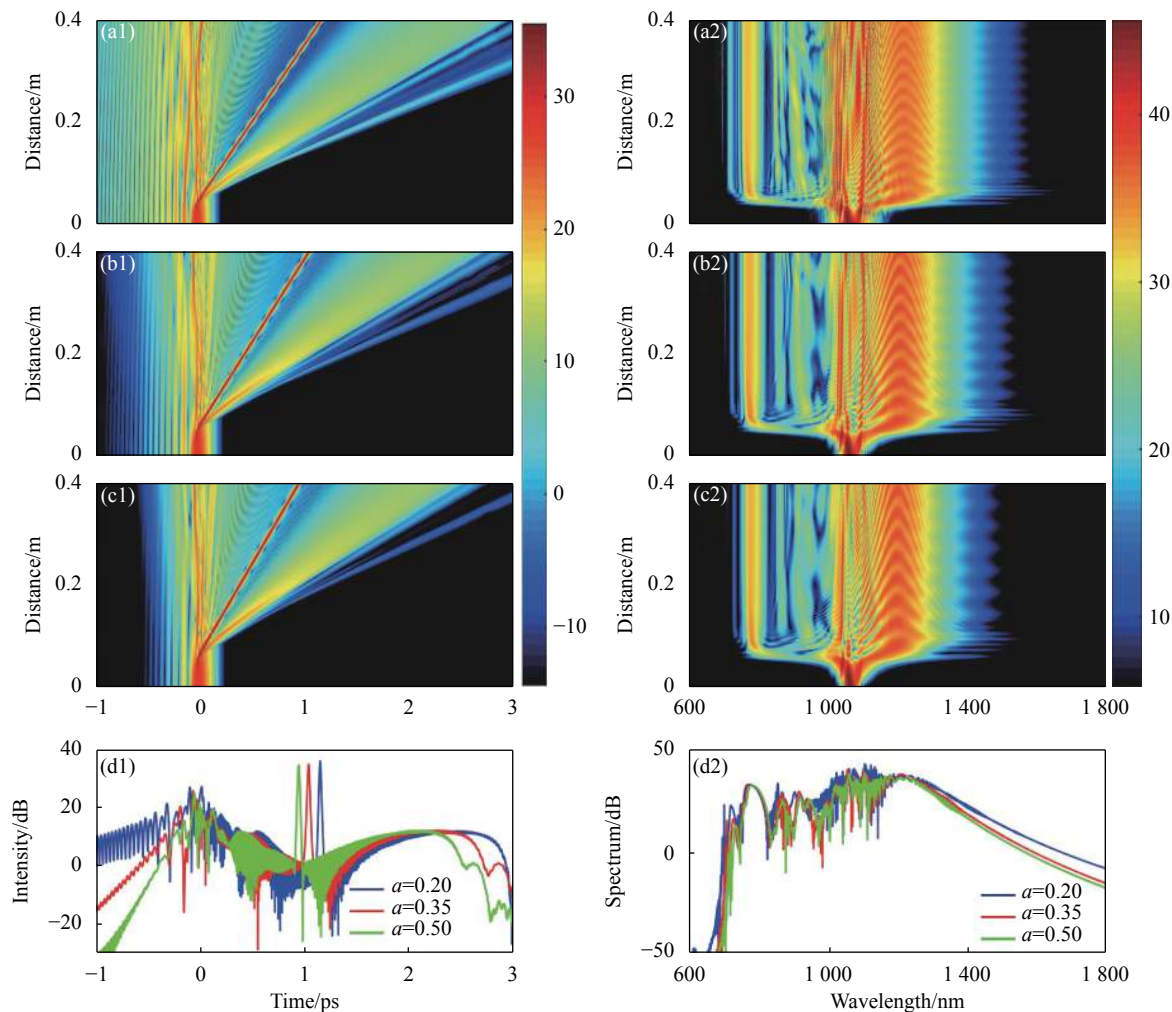 (a1)
0.4
0.2
0
Distance/m
30
20
10
0
−10
(a2)
0.4
0.2
0
Distance/m
40
30
20
10
(b1)
0.4
0.2
0
Distance/m
(b2)
0.4
0.2
0
Distance/m
(c1)
0.4
0.2
0
Distance/m
−1 0 1 2 3
(c2)
0.4
0.2
0
Distance/m
600 1 000 1 400 1 800
(d1)
40
20
0
−20
Intensity/dB
a=0.20
a=0.35
a=0.50
−1 0 1 2 3
Time/ps
(d2)
50
0
−50
Spectrum/dB
a=0.20
a=0.35
a=0.50
600 1 000 1 400 1 800
Wavelength/nm